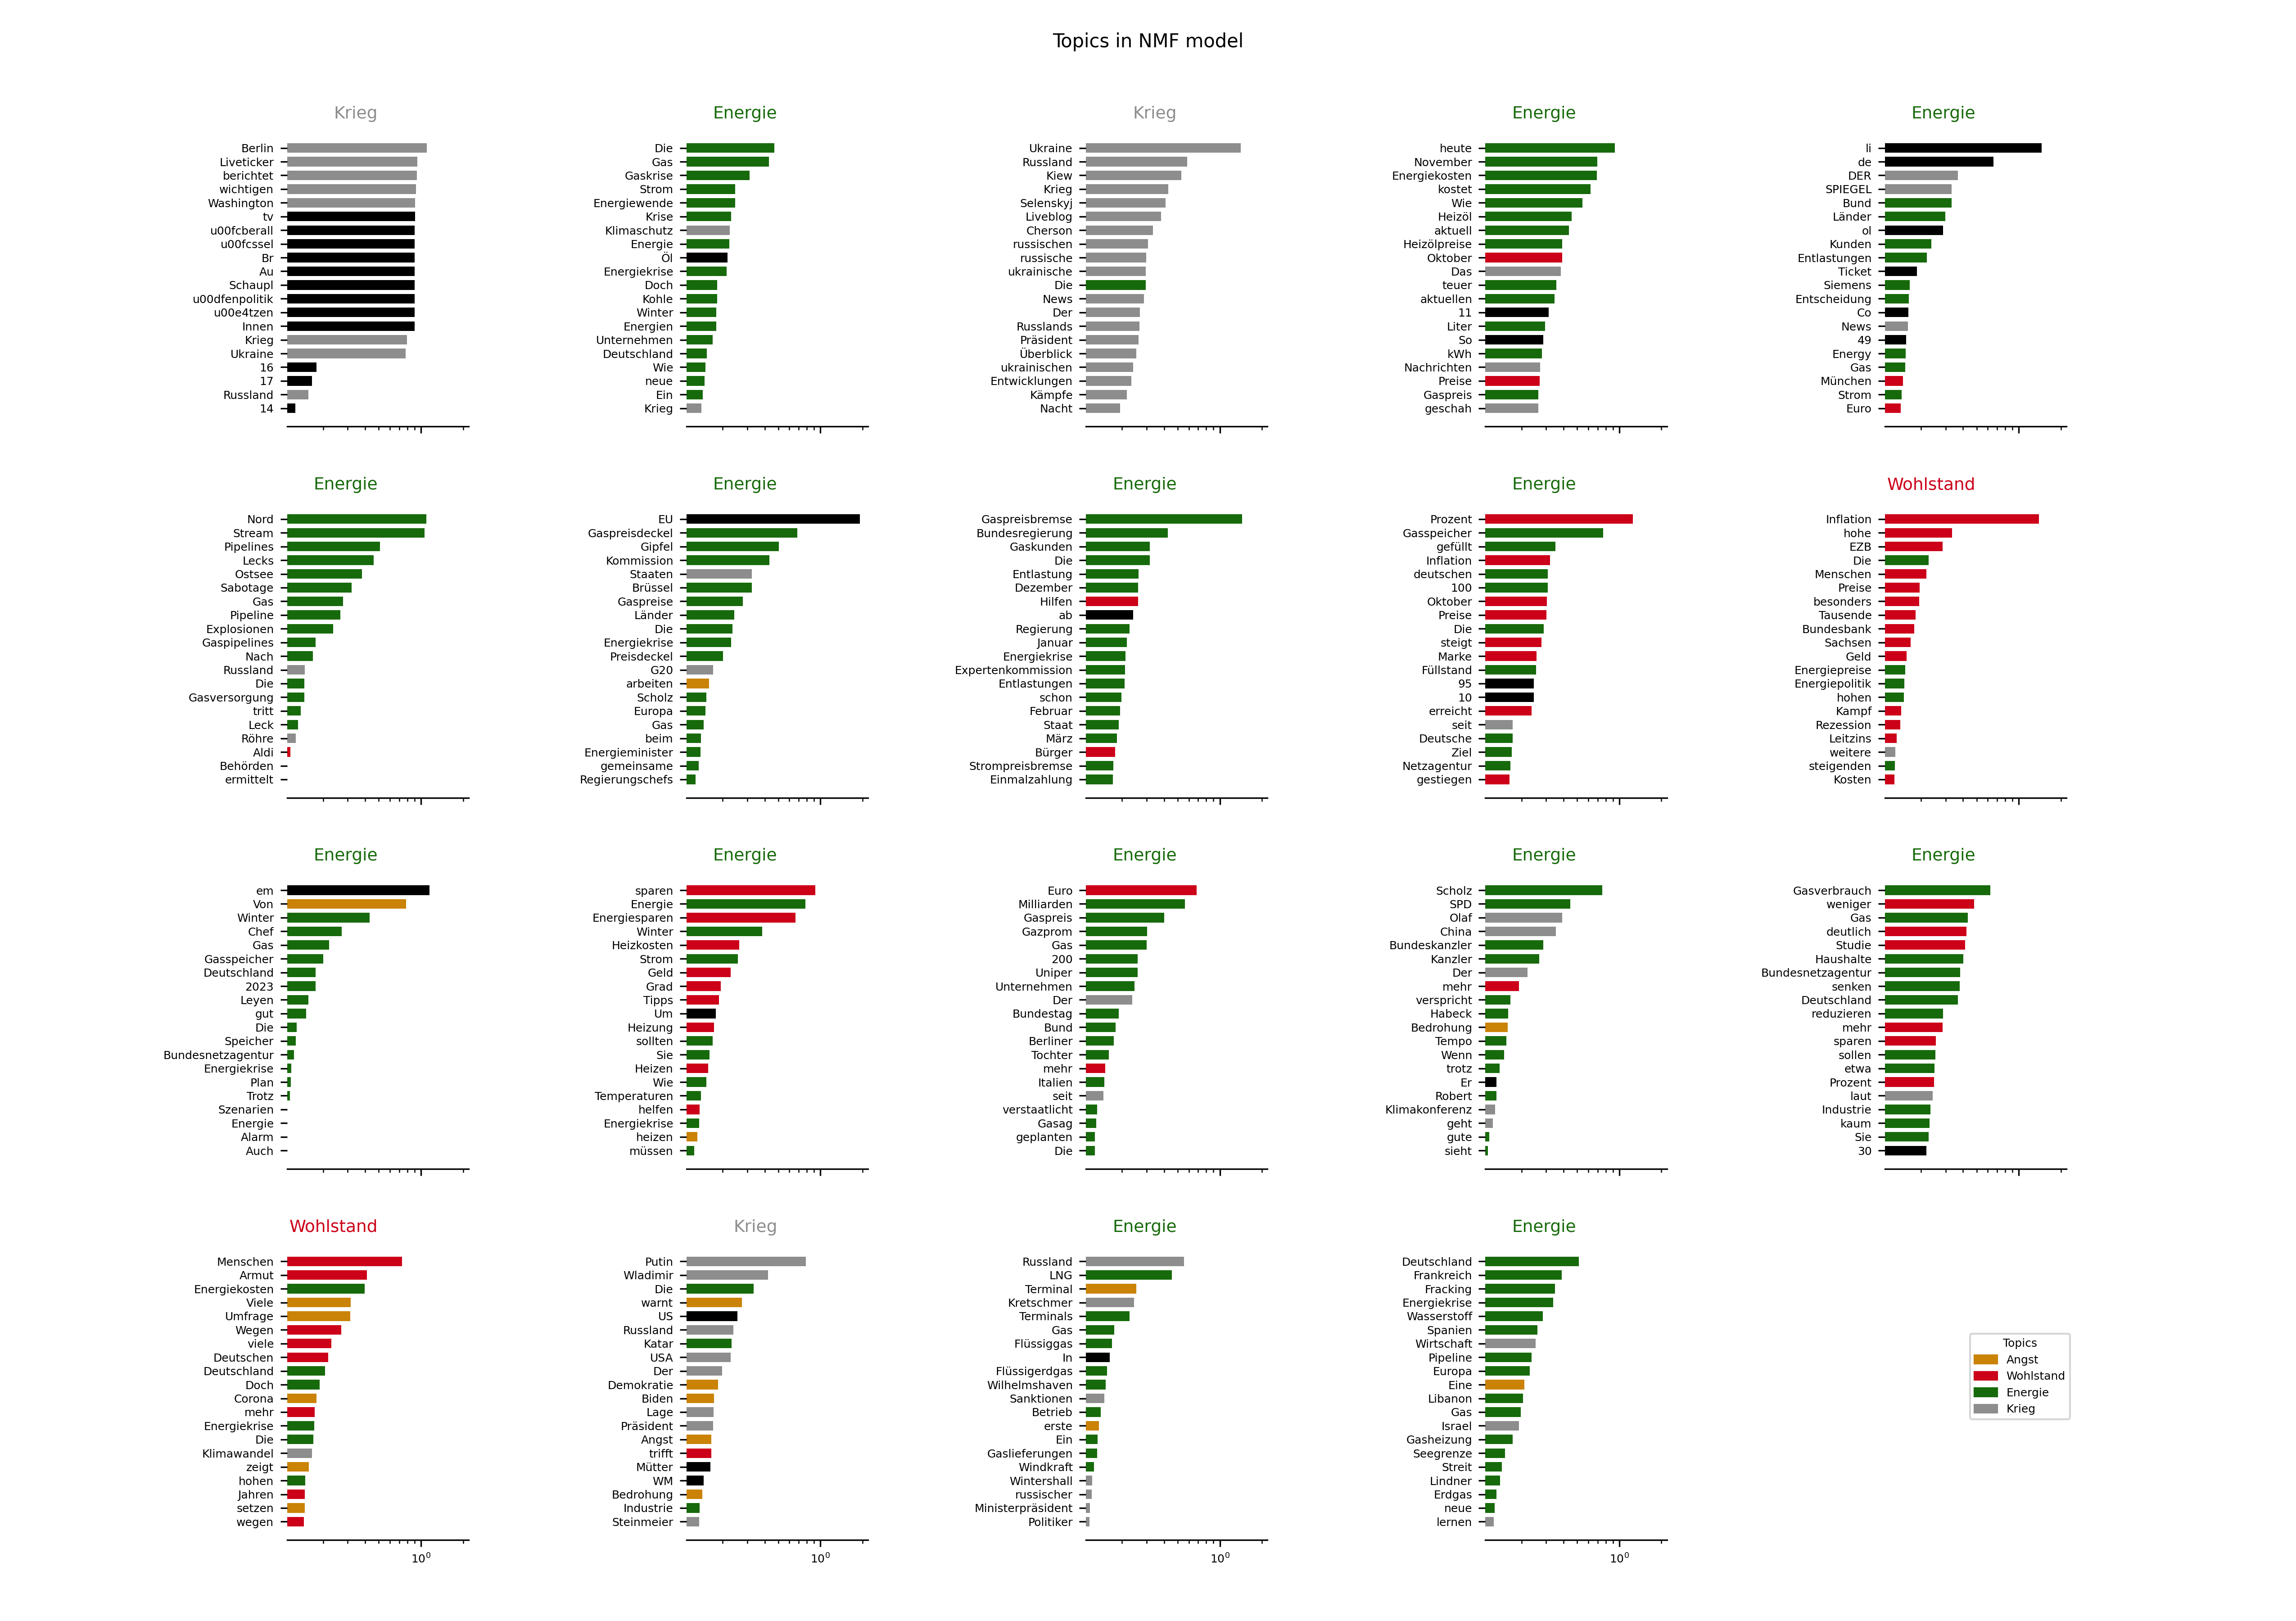 Topics in NMF model
Krieg
Berlin
Liveticker
berichtet
wichtigen
Washington
tv
u00fcberall
u00fcssel
Br
Au
Schaupl
u00dfenpolitik
u00e4tzen
Innen
Krieg
Ukraine
16
17
Russland
14
Energie
Die
Gas
Gaskrise
Strom
Energiewende
Krise
Klimaschutz
Energie
Öl
Energiekrise
Doch
Kohle
Winter
Energien
Unternehmen
Deutschland
Wie
neue
Ein
Krieg
Krieg
Ukraine
Russland
Kiew
Krieg
Selenskyj
Liveblog
Cherson
russischen
russische
ukrainische
Die
News
Der
Russlands
Präsident
Überblick
ukrainischen
Entwicklungen
Kämpfe
Nacht
Energie
heute
November
Energiekosten
kostet
Wie
Heizöl
aktuell
Heizölpreise
Oktober
Das
teuer
aktuellen
11
Liter
So
kWh
Nachrichten
Preise
Gaspreis
geschah
Energie
li
de
DER
SPIEGEL
Bund
Länder
ol
Kunden
Entlastungen
Ticket
Siemens
Entscheidung
Co
News
49
Energy
Gas
München
Strom
Euro
Energie
Nord
Stream
Pipelines
Lecks
Ostsee
Sabotage
Gas
Pipeline
Explosionen
Gaspipelines
Nach
Russland
Die
Gasversorgung
tritt
Leck
Röhre
Aldi
Behörden
ermittelt
Energie
EU
Gaspreisdeckel
Gipfel
Kommission
Staaten
Brüssel
Gaspreise
Länder
Die
Energiekrise
Preisdeckel
G20
arbeiten
Scholz
Europa
Gas
beim
Energieminister
gemeinsame
Regierungschefs
Energie
Gaspreisbremse
Bundesregierung
Gaskunden
Die
Entlastung
Dezember
Hilfen
ab
Regierung
Januar
Energiekrise
Expertenkommission
Entlastungen
schon
Februar
Staat
März
Bürger
Strompreisbremse
Einmalzahlung
Energie
Prozent
Gasspeicher
gefüllt
Inflation
deutschen
100
Oktober
Preise
Die
steigt
Marke
Füllstand
95
10
erreicht
seit
Deutsche
Ziel
Netzagentur
gestiegen
Wohlstand
Inflation
hohe
EZB
Die
Menschen
Preise
besonders
Tausende
Bundesbank
Sachsen
Geld
Energiepreise
Energiepolitik
hohen
Kampf
Rezession
Leitzins
weitere
steigenden
Kosten
Energie
em
Von
Winter
Chef
Gas
Gasspeicher
Deutschland
2023
Leyen
gut
Die
Speicher
Bundesnetzagentur
Energiekrise
Plan
Trotz
Szenarien
Energie
Alarm
Auch
Energie
sparen
Energie
Energiesparen
Winter
Heizkosten
Strom
Geld
Grad
Tipps
Um
Heizung
sollten
Sie
Heizen
Wie
Temperaturen
helfen
Energiekrise
heizen
müssen
Energie
Euro
Milliarden
Gaspreis
Gazprom
Gas
200
Uniper
Unternehmen
Der
Bundestag
Bund
Berliner
Tochter
mehr
Italien
seit
verstaatlicht
Gasag
geplanten
Die
Energie
Scholz
SPD
Olaf
China
Bundeskanzler
Kanzler
Der
mehr
verspricht
Habeck
Bedrohung
Tempo
Wenn
trotz
Er
Robert
Klimakonferenz
geht
gute
sieht
Energie
Gasverbrauch
weniger
Gas
deutlich
Studie
Haushalte
Bundesnetzagentur
senken
Deutschland
reduzieren
mehr
sparen
sollen
etwa
Prozent
laut
Industrie
kaum
Sie
30
Wohlstand
Menschen
Armut
Energiekosten
Viele
Umfrage
Wegen
viele
Deutschen
Deutschland
Doch
Corona
mehr
Energiekrise
Die
Klimawandel
zeigt
hohen
Jahren
setzen
wegen
10⁰
Krieg
Putin
Wladimir
Die
warnt
US
Russland
Katar
USA
Der
Demokratie
Biden
Lage
Präsident
Angst
trifft
Mütter
WM
Bedrohung
Industrie
Steinmeier
10⁰
Energie
Russland
LNG
Terminal
Kretschmer
Terminals
Gas
Flüssiggas
In
Flüssigerdgas
Wilhelmshaven
Sanktionen
Betrieb
erste
Ein
Gaslieferungen
Windkraft
Wintershall
russischer
Ministerpräsident
Politiker
10⁰
Energie
Deutschland
Frankreich
Fracking
Energiekrise
Wasserstoff
Spanien
Wirtschaft
Pipeline
Europa
Eine
Libanon
Gas
Israel
Gasheizung
Seegrenze
Streit
Lindner
Erdgas
neue
lernen
10⁰
Topics
Angst
Wohlstand
Energie
Krieg